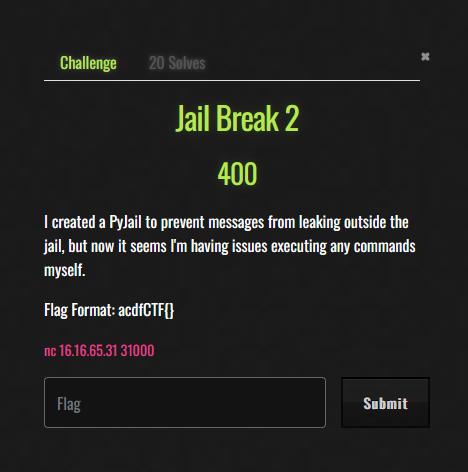 Challenge 20 Solves
×
Jail Break 2
400
I created a PyJail to prevent messages from leaking outside the
jail, but now it seems I'm having issues executing any commands
myself.
Flag Format: acdfCTF{}
nc 16.16.65.31 31000
Flag
Submit